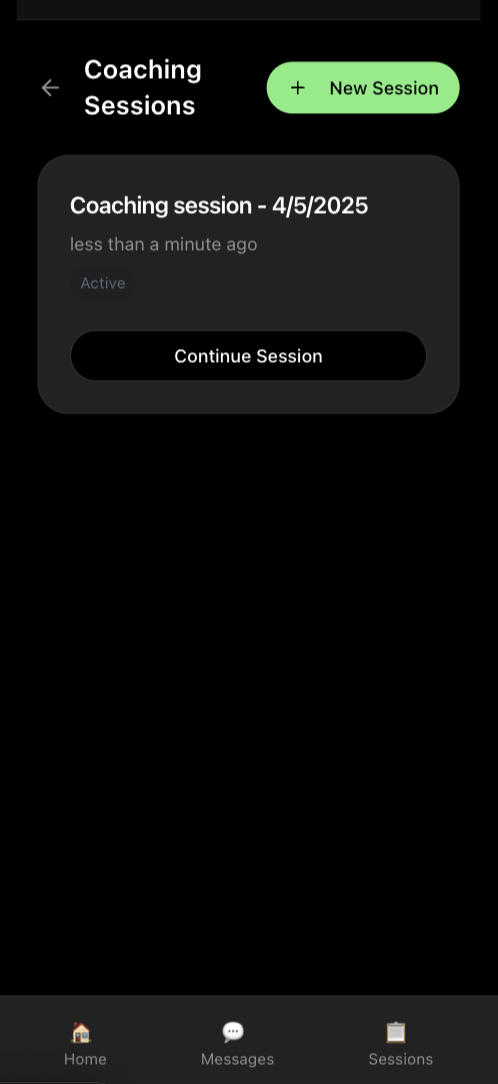 Coaching
Sessions
+ New Session
Coaching session - 4/5/2025
less than a minute ago
Active
Continue Session
Home
Messages
Sessions